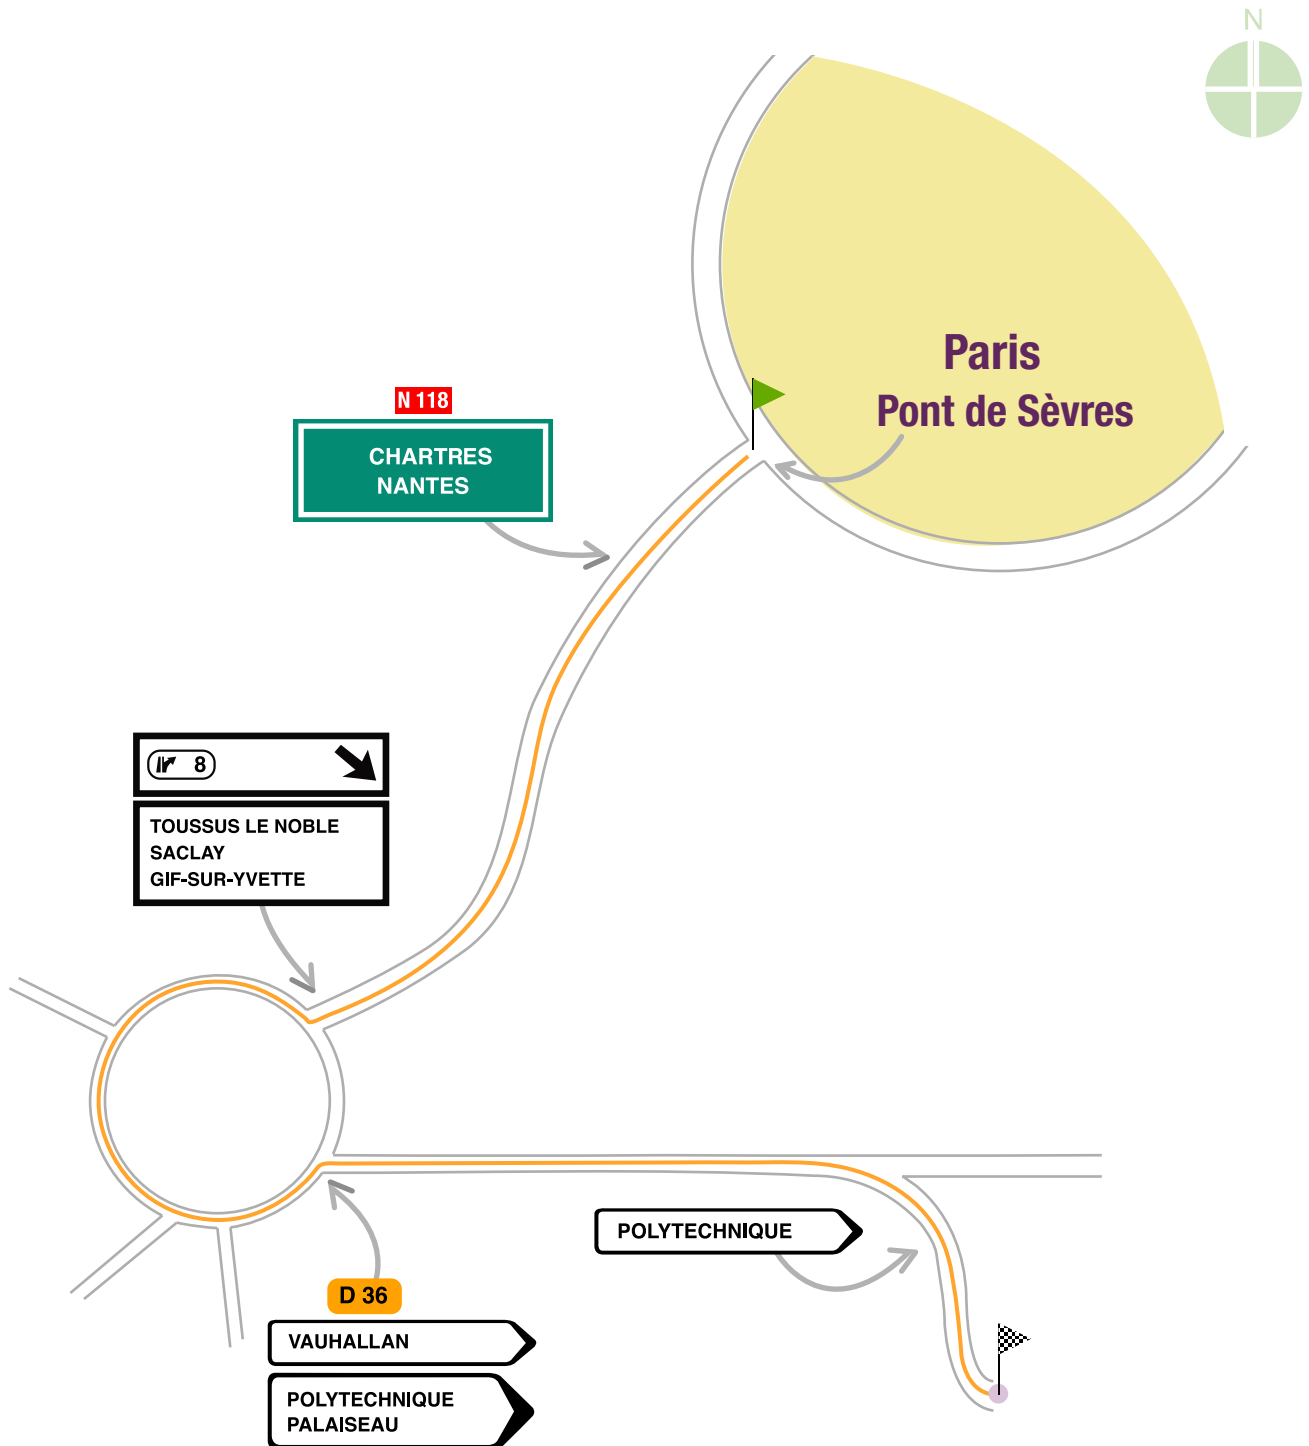 N
Paris
Pont de Sèvres
N 118
CHARTRES
NANTES
8
TOUSSUS LE NOBLE
SACLAY
GIF-SUR-YVETTE
POLYTECHNIQUE
D 36
VAUHALLAN
POLYTECHNIQUE
PALAISEAU